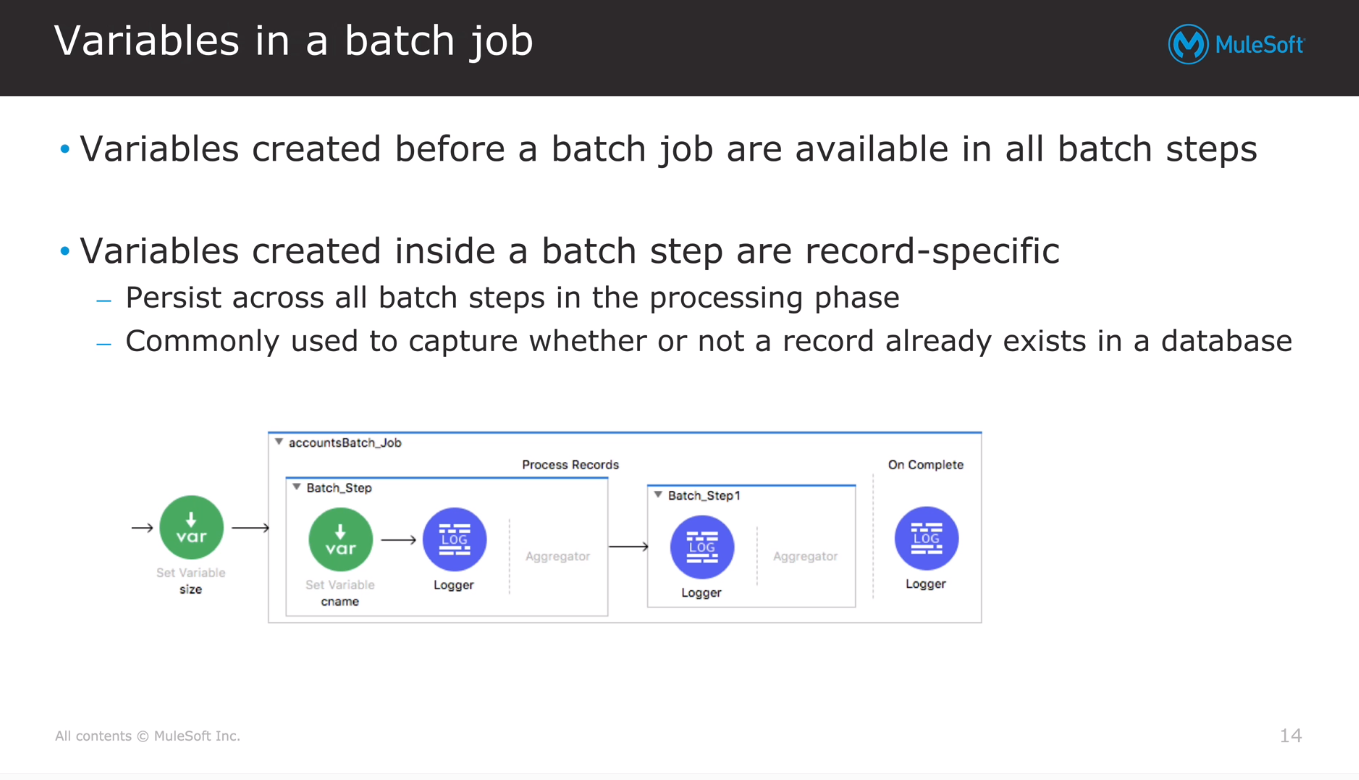 Variables in a batch job
MuleSoft
• Variables created before a batch job are available in all batch steps
• Variables created inside a batch step are record-specific
– Persist across all batch steps in the processing phase
– Commonly used to capture whether or not a record already exists in a database
accountsBatch_Job
Process Records
On Complete
Batch_Step
Batch_Step1
var
Set Variable
size
var
Set Variable
cname
LOG
Logger
Aggregator
LOG
Logger
Aggregator
LOG
Logger
All contents © MuleSoft Inc.
14